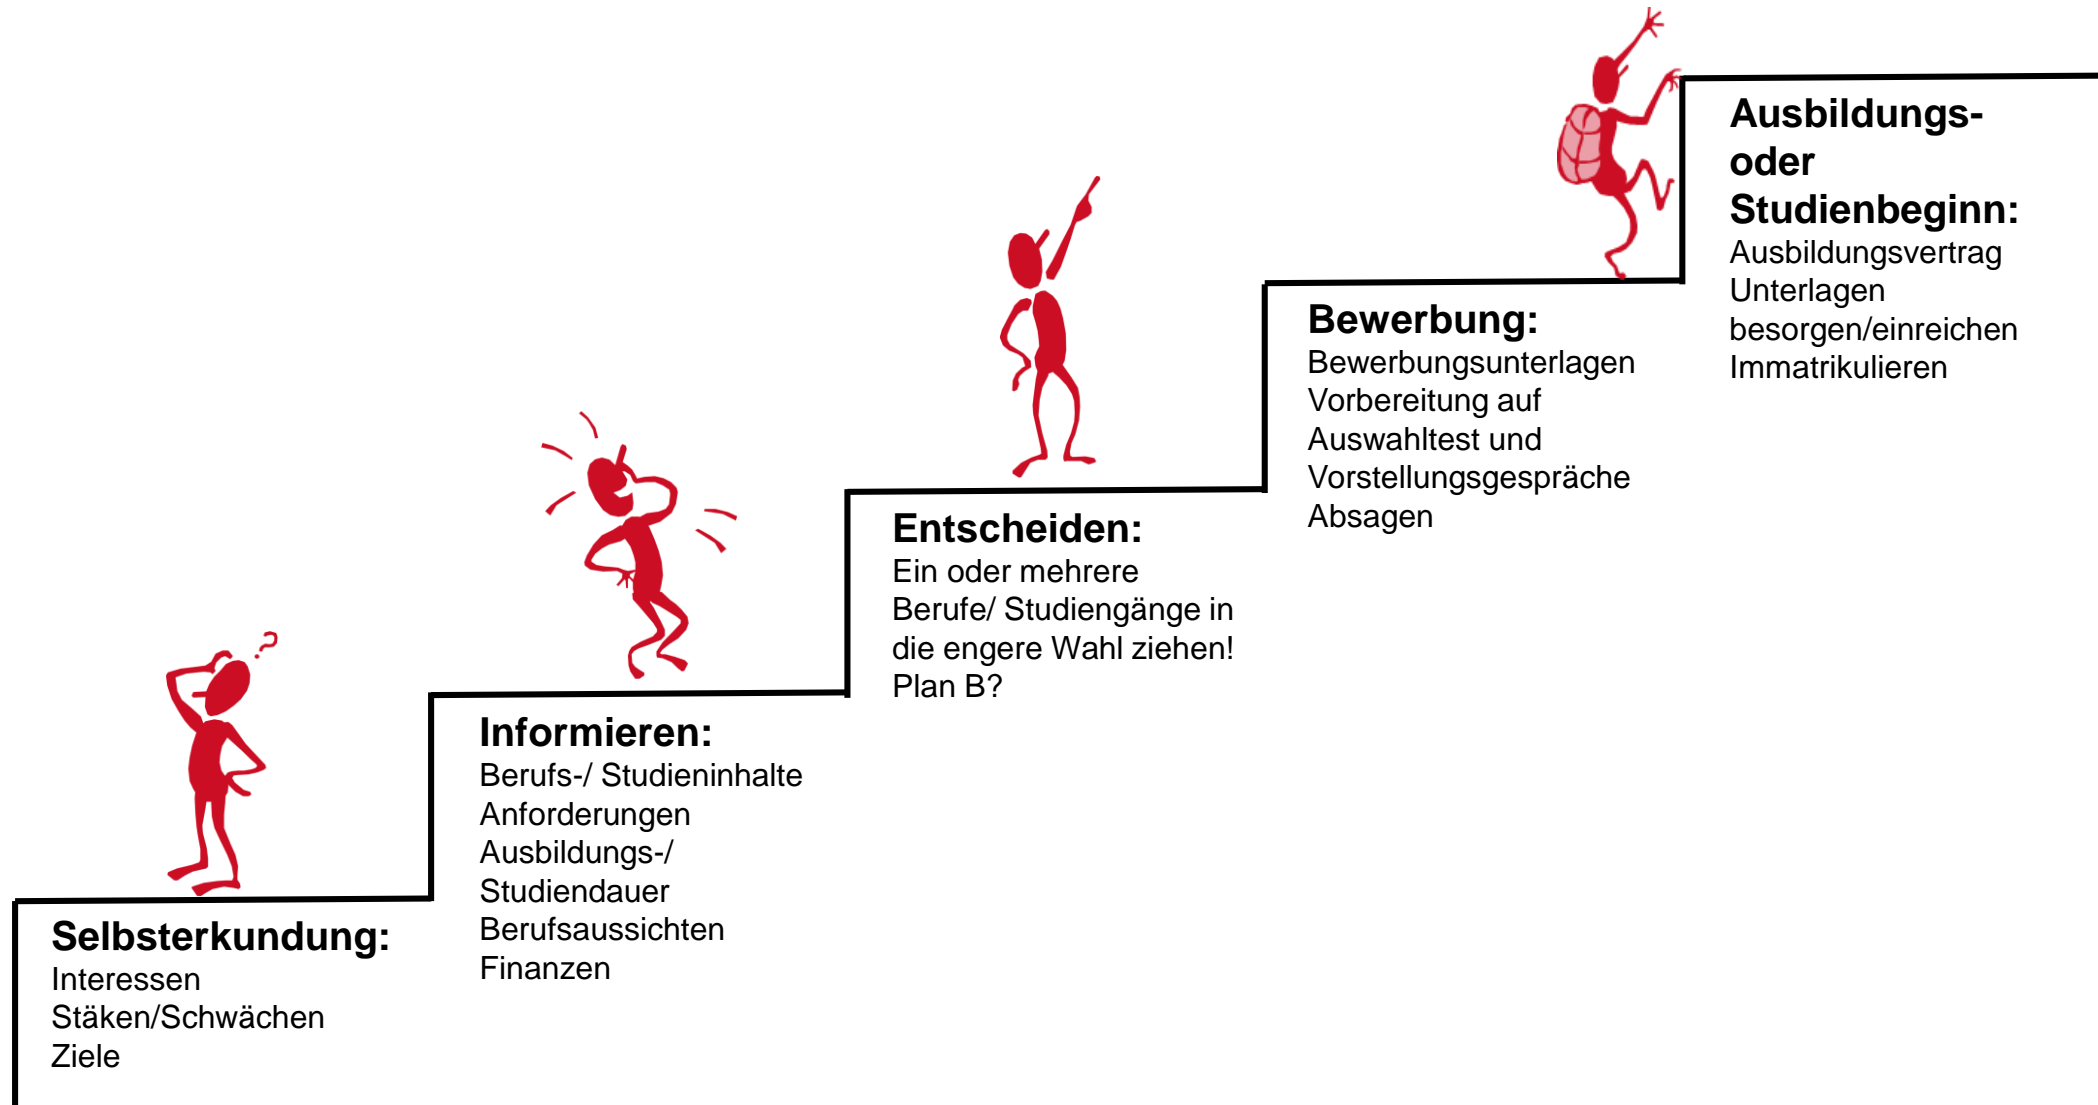 Selbsterkundung:
Interessen
Stäken/Schwächen
Ziele
?
Informieren:
Berufs-/ Studieninhalte
Anforderungen
Ausbildungs-/
Studiendauer
Berufsaussichten
Finanzen
Entscheiden:
Ein oder mehrere
Berufe/ Studiengänge in
die engere Wahl ziehen!
Plan B?
Bewerbung:
Bewerbungsunterlagen
Vorbereitung auf
Auswahltest und
Vorstellungsgespräche
Absagen
Ausbildungs-
oder
Studienbeginn:
Ausbildungsvertrag
Unterlagen
besorgen/einreichen
Immatrikulieren